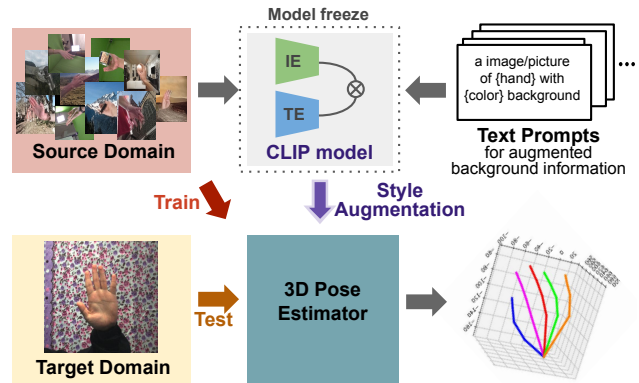 Model freeze
IE
TE
CLIP model
Source Domain
a image/picture
of {hand} with
{color} background
...
Text Prompts
for augmented
background information
Train
Style
Augmentation
Test
3D Pose
Estimator
Target Domain